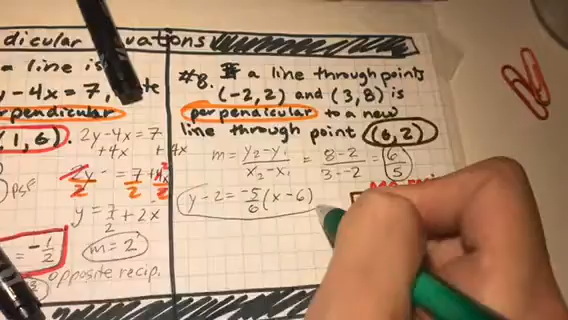 dicular
a line is
y - 4x = 7,
perpendicular
1, 6).
2y-4x=7
+4x +4x
PSF
2y = 7+4x
2 2 2
y = 7/2 + 2x
= -1/2
m = 2
opposite recip.
#8. If a line through points
(-2,2) and (3,8) is
perpendicular to a new
line through point (6,2)
m = y2-y1/x2-x1 = 8-2/3--2 = 6/5
y-2 = -5/6(x-6)